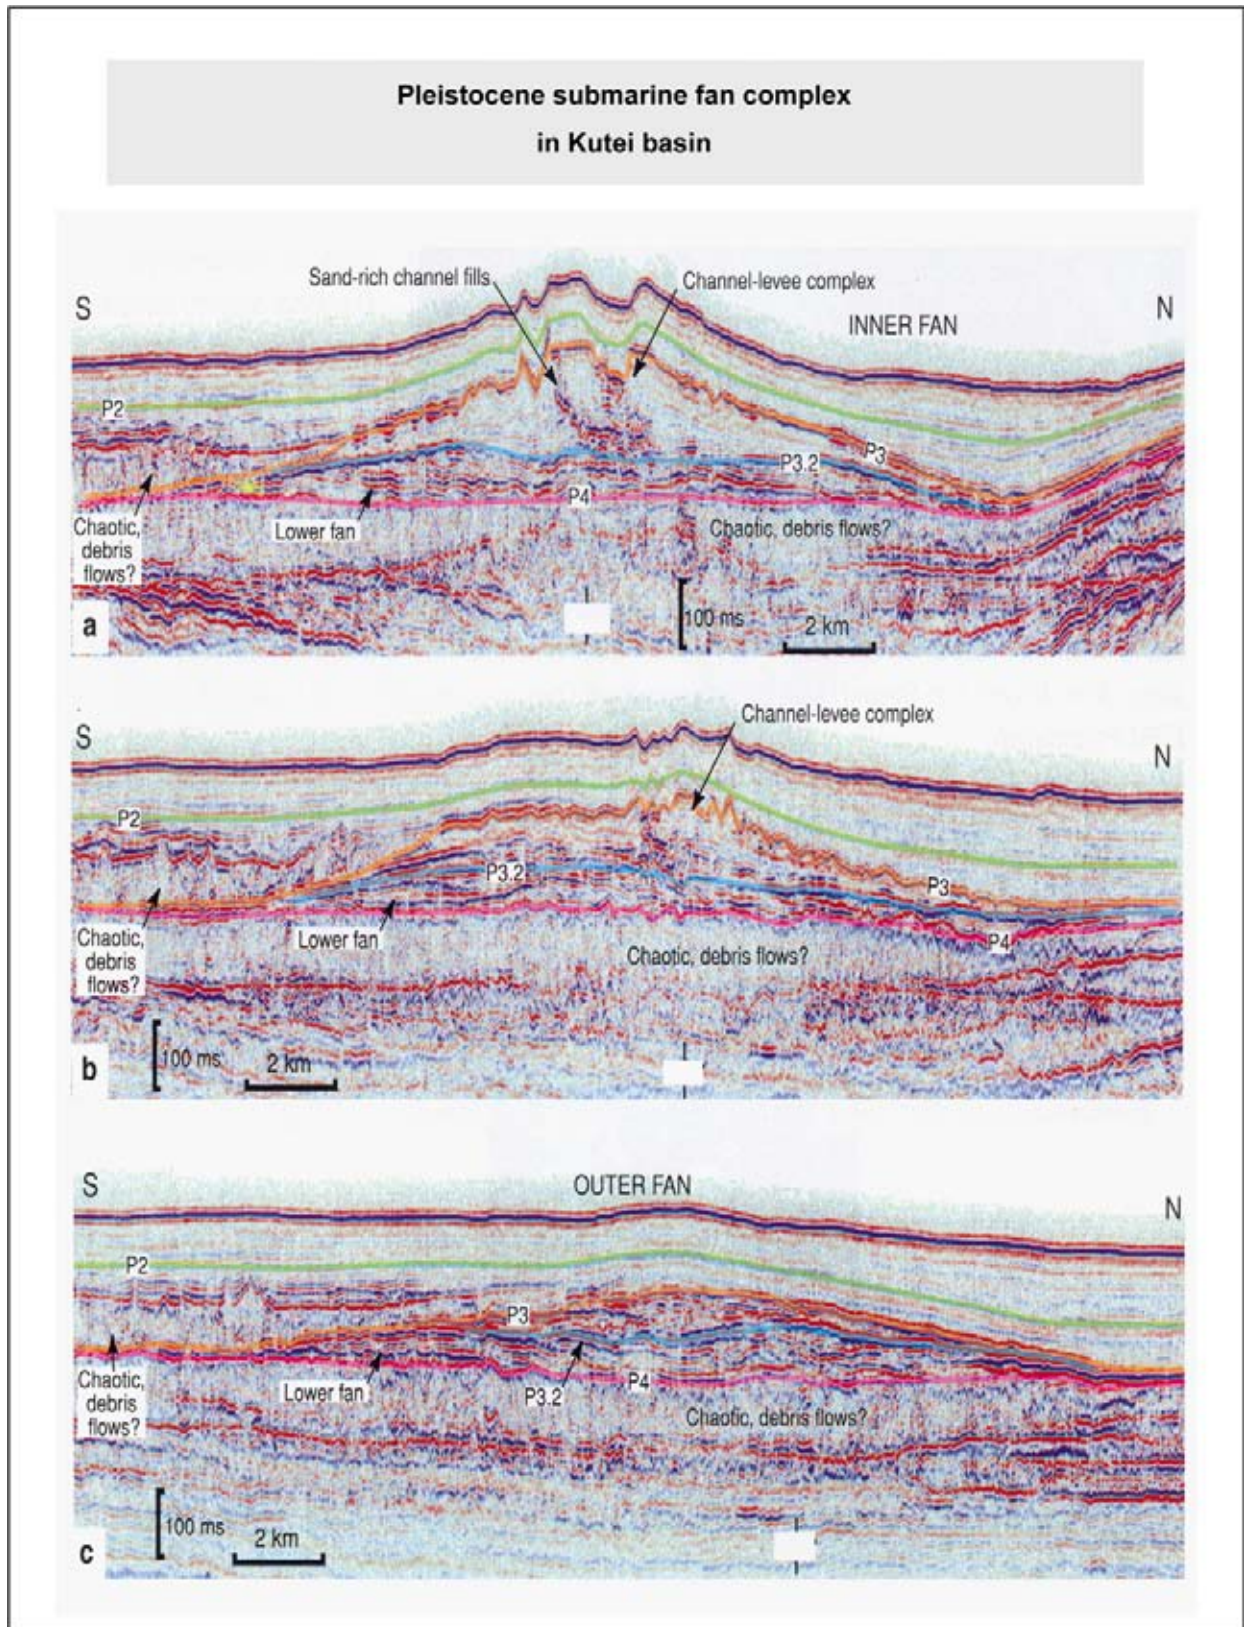 Pleistocene submarine fan complex
in Kutei basin
Sand-rich channel fills
Channel-levee complex
S
INNER FAN
N
P2
P3
P3.2
P4
Chaotic,
debris
flows?
Lower fan
Chaotic, debris flows?
100 ms
2 km
a
Channel-levee complex
S
N
P2
P3.2
P3
Chaotic,
debris
flows?
Lower fan
P4
Chaotic, debris flows?
100 ms
2 km
b
S
OUTER FAN
N
P2
P3
Chaotic,
debris
flows?
Lower fan
P3.2
P4
Chaotic, debris flows?
100 ms
2 km
c